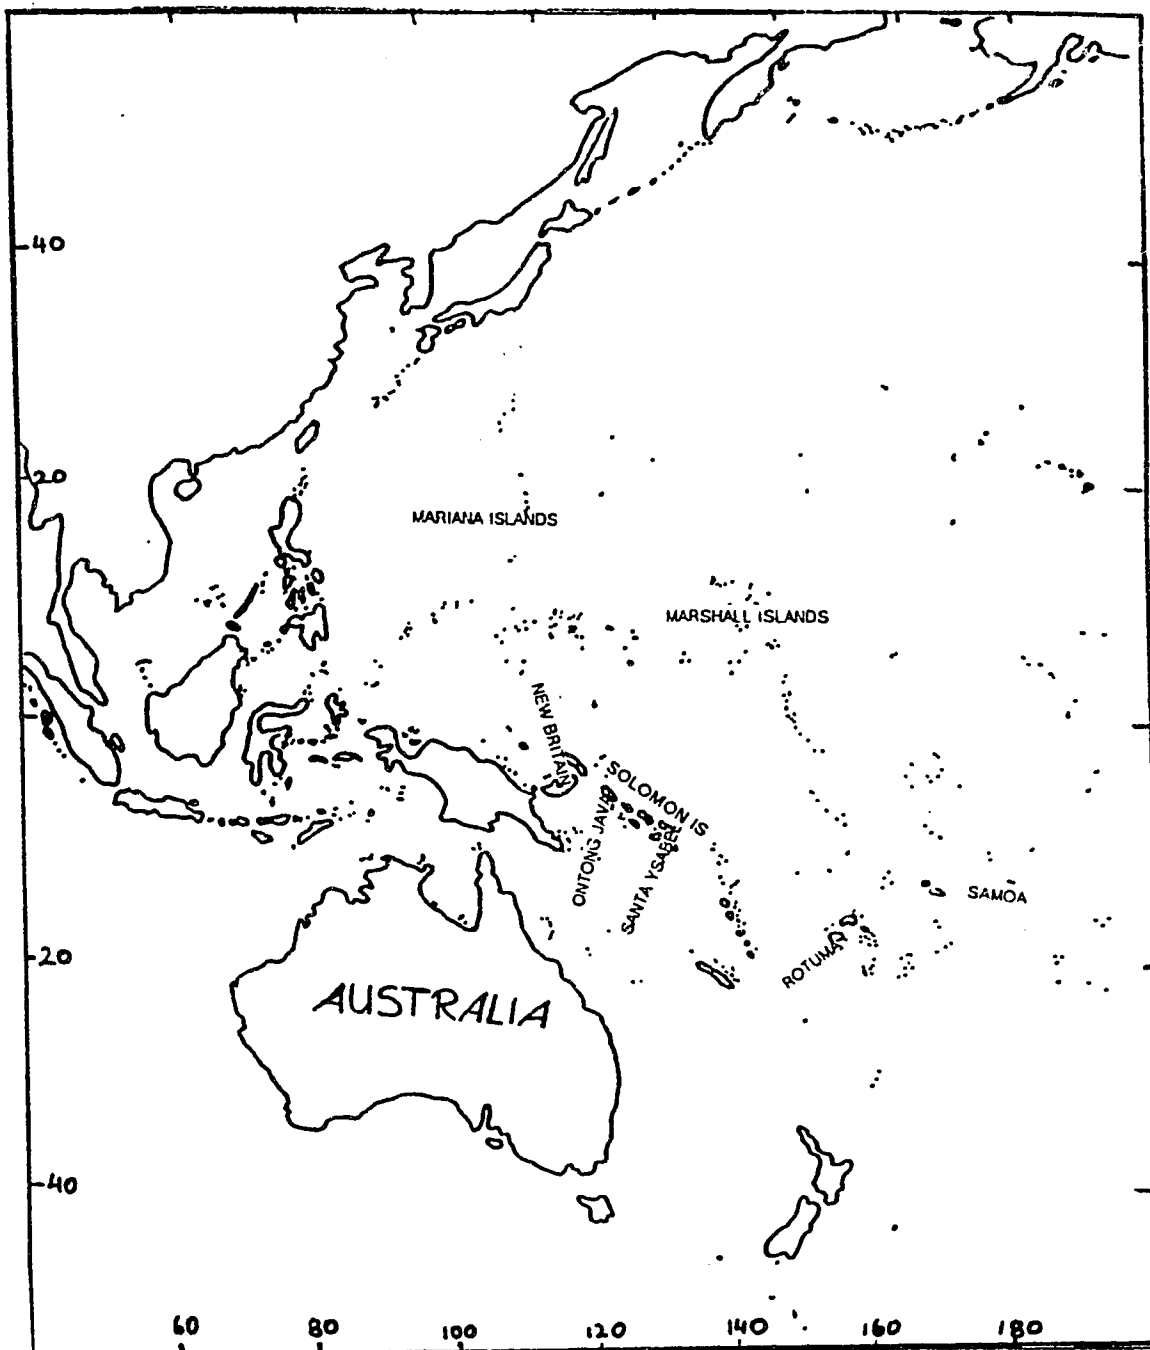 40
20
MARIANA ISLANDS
MARSHALL ISLANDS
NEW BRITAIN
SOLOMON IS
ONTONG JAVA
SANTA YSABEL
SAMOA
ROTUMA
20
AUSTRALIA
40
60 80 100 120 140 160 180